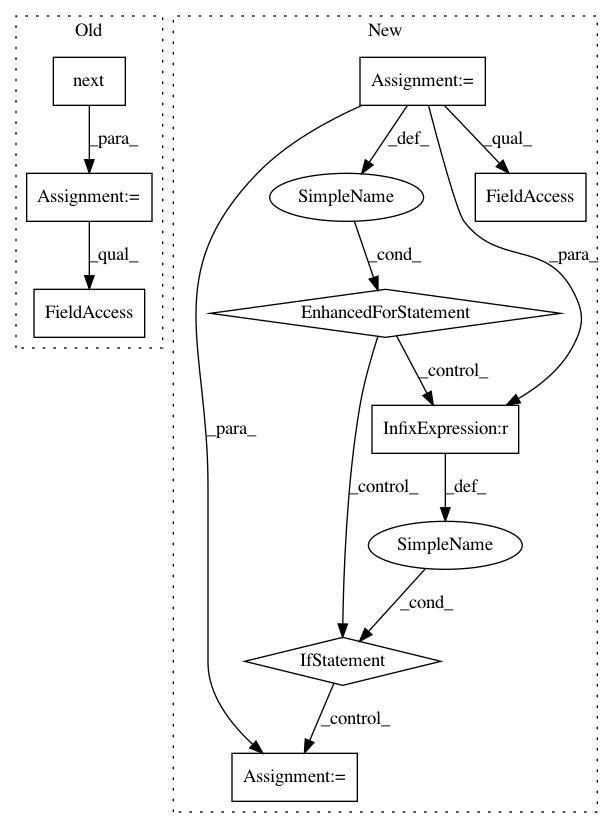 Old
New
next
Assignment:=
_para_
_def_
_qual_
Assignment:=
SimpleName
FieldAccess
_qual_
_cond_
_para_
FieldAccess
EnhancedForStatement
_control_
_para_
InfixExpression:r
_control_
_def_
SimpleName
_cond_
IfStatement
_control_
Assignment:=